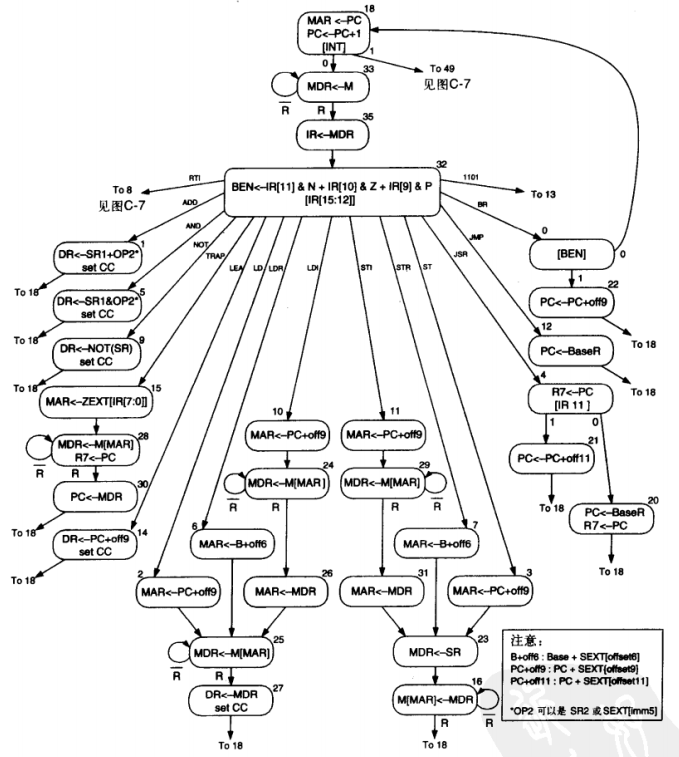 18
MAR <-PC
PC<-PC+1
[INT]
0
1
To 49
见图C-7
33
MDR<-M
R̅
R
35
IR<-MDR
32
BEN<-IR[11] & N + IR[10] & Z + IR[9] & P
[IR[15:12]]
RTI
To 8
见图C-7
1101
To 13
ADD
AND
NOT
TRAP
LEA
LD
LDR
LDI
STI
STR
ST
JSR
JMP
BR
1
DR<-SR1+OP2*
set CC
To 18
5
DR<-SR1&OP2*
set CC
To 18
9
DR<-NOT(SR)
set CC
To 18
15
MAR<-ZEXT[IR[7:0]]
28
MDR<-M[MAR]
R7<-PC
R̅
R
30
PC<-MDR
To 18
14
DR<-PC+off9
set CC
To 18
0
[BEN]
0
1
22
PC<-PC+off9
To 18
12
PC<-BaseR
To 18
4
R7<-PC
[IR 11 ]
1
0
21
PC<-PC+off11
To 18
20
PC<-BaseR
R7<-PC
To 18
10
MAR<-PC+off9
11
MAR<-PC+off9
24
MDR<-M[MAR]
R̅
R
29
MDR<-M[MAR]
R
R̅
6
MAR<-B+off6
7
MAR<-B+off6
2
MAR<-PC+off9
26
MAR<-MDR
31
MAR<-MDR
3
MAR<-PC+off9
25
MDR<-M[MAR]
R̅
R
27
DR<-MDR
set CC
To 18
23
MDR<-SR
16
M[MAR]<-MDR
R
R̅
To 18
注意：
B+off6 : Base + SEXT[offset6]
PC+off9 : PC + SEXT[offset9]
PC+off11 : PC + SEXT[offset11]
*OP2 可以是 SR2 或SEXT[imm5]